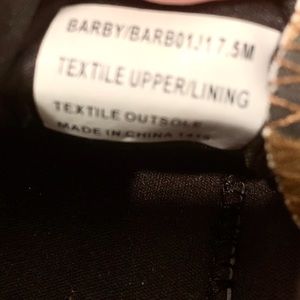 BARBY/BARB01J1 7.5M
TEXTILE UPPER/LINING
TEXTILE OUTSOLE
MADE IN CHINA